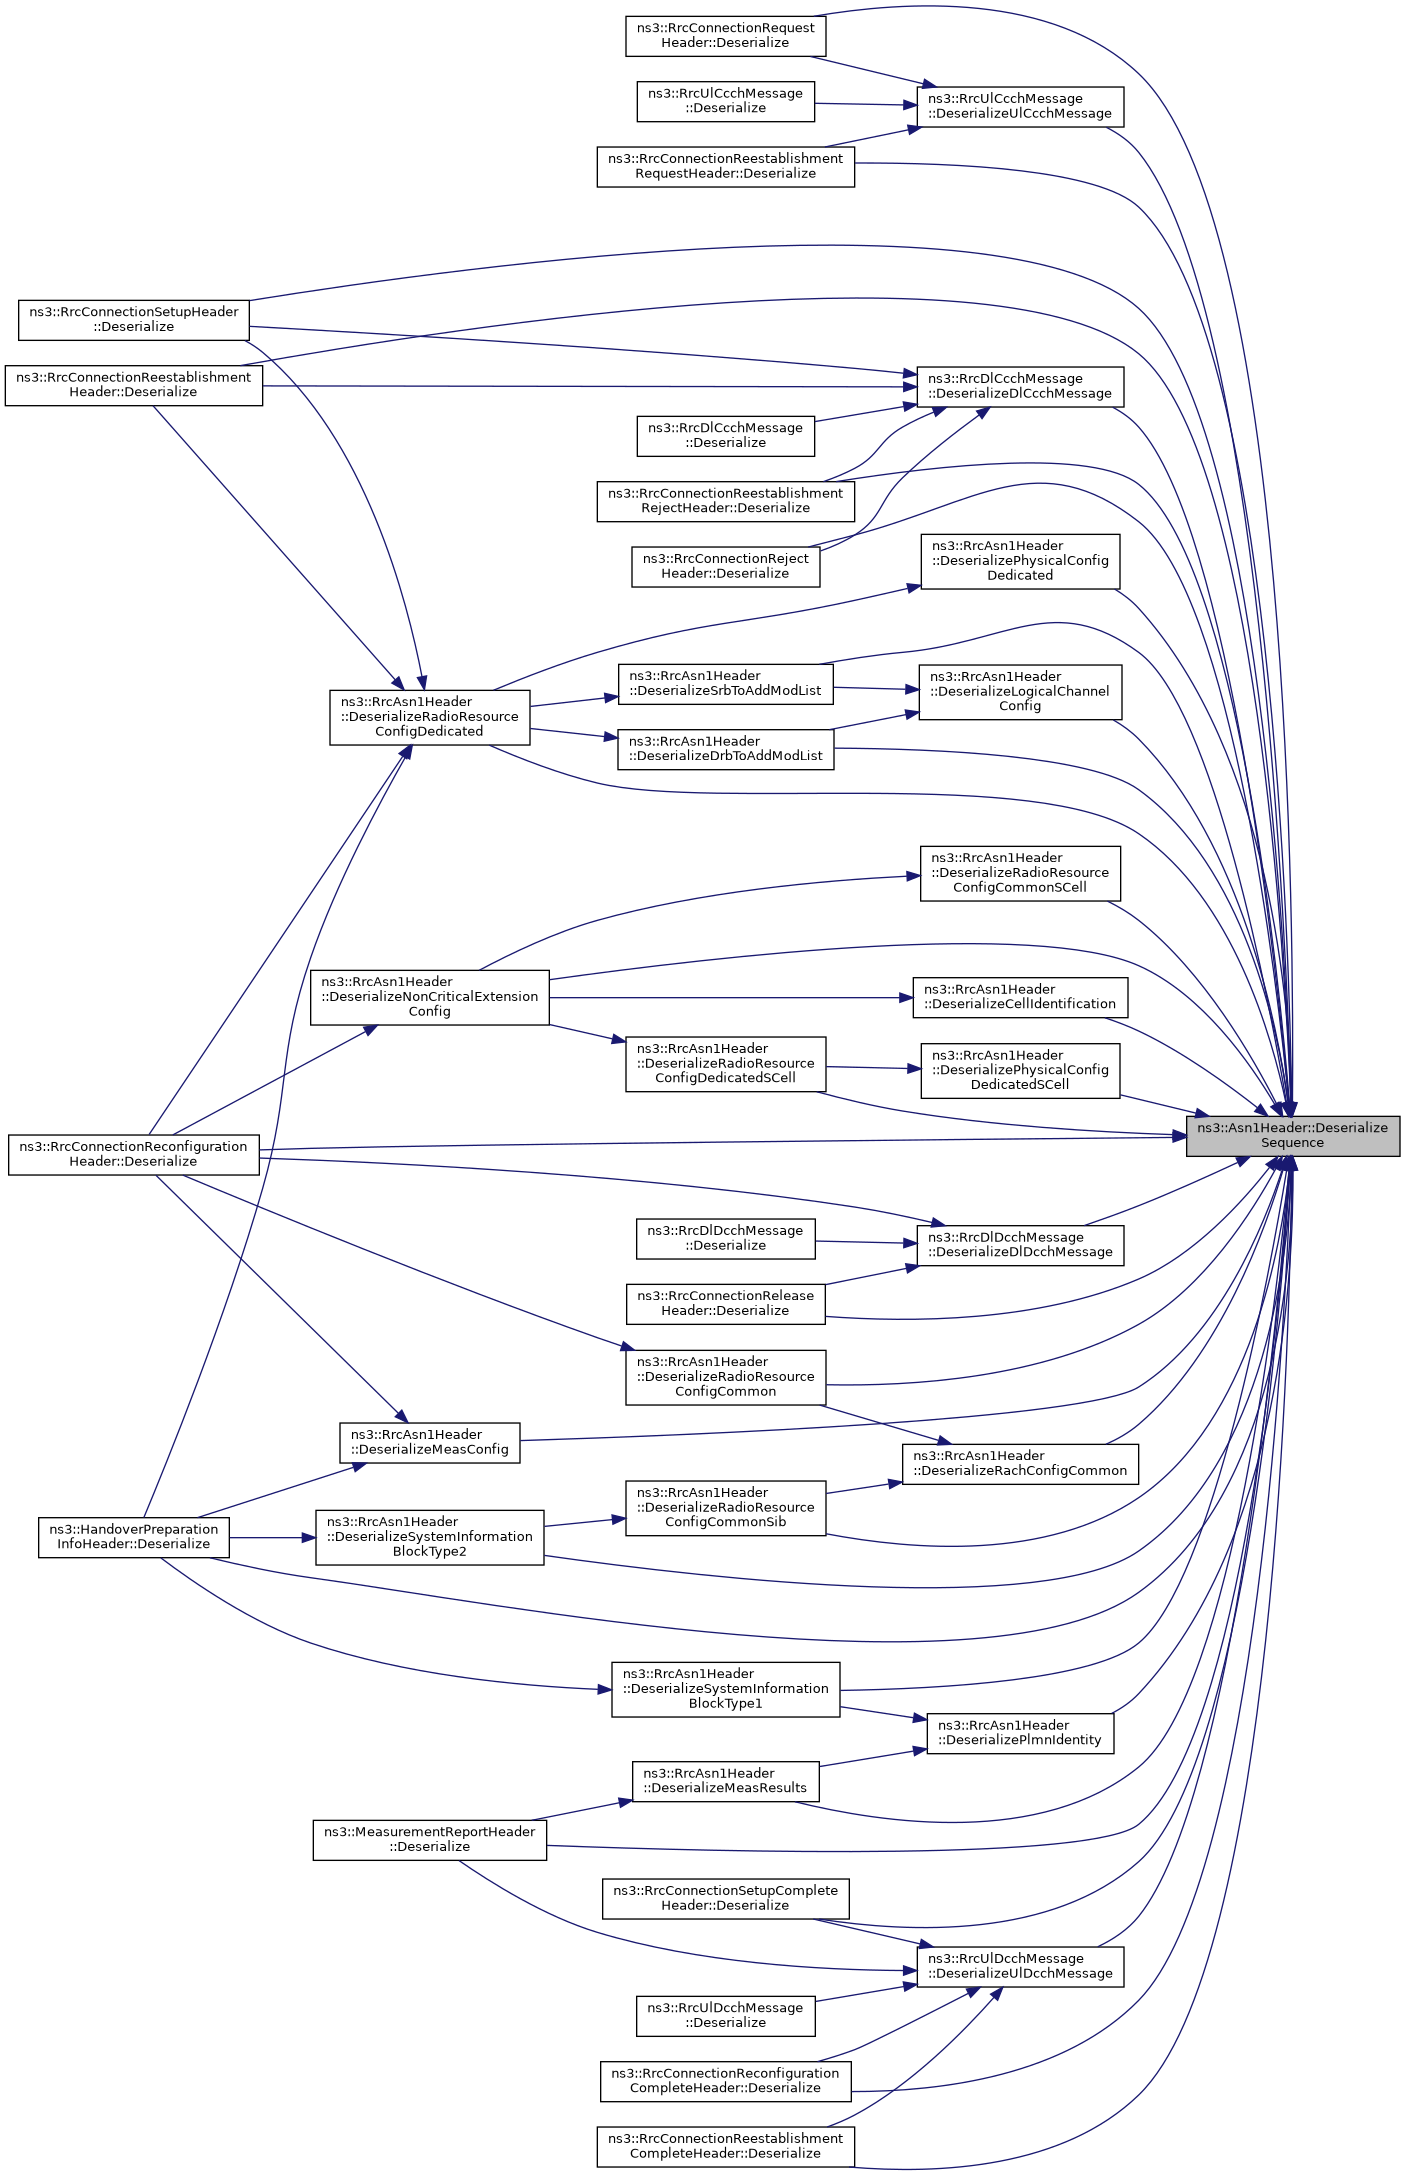 ns3::RrcConnectionRequest
Header::Deserialize
ns3::RrcUlCcchMessage
::Deserialize
ns3::RrcUlCcchMessage
::DeserializeUlCcchMessage
ns3::RrcConnectionReestablishment
RequestHeader::Deserialize
ns3::RrcConnectionSetupHeader
::Deserialize
ns3::RrcConnectionReestablishment
Header::Deserialize
ns3::RrcDlCcchMessage
::DeserializeDlCcchMessage
ns3::RrcDlCcchMessage
::Deserialize
ns3::RrcConnectionReestablishment
RejectHeader::Deserialize
ns3::RrcConnectionReject
Header::Deserialize
ns3::RrcAsn1Header
::DeserializePhysicalConfig
Dedicated
ns3::RrcAsn1Header
::DeserializeSrbToAddModList
ns3::RrcAsn1Header
::DeserializeLogicalChannel
Config
ns3::RrcAsn1Header
::DeserializeRadioResource
ConfigDedicated
ns3::RrcAsn1Header
::DeserializeDrbToAddModList
ns3::RrcAsn1Header
::DeserializeRadioResource
ConfigCommonSCell
ns3::RrcAsn1Header
::DeserializeNonCriticalExtension
Config
ns3::RrcAsn1Header
::DeserializeCellIdentification
ns3::RrcAsn1Header
::DeserializeRadioResource
ConfigDedicatedSCell
ns3::RrcAsn1Header
::DeserializePhysicalConfig
DedicatedSCell
ns3::Asn1Header::Deserialize
Sequence
ns3::RrcConnectionReconfiguration
Header::Deserialize
ns3::RrcDlDcchMessage
::Deserialize
ns3::RrcDlDcchMessage
::DeserializeDlDcchMessage
ns3::RrcConnectionRelease
Header::Deserialize
ns3::RrcAsn1Header
::DeserializeRadioResource
ConfigCommon
ns3::RrcAsn1Header
::DeserializeMeasConfig
ns3::RrcAsn1Header
::DeserializeRachConfigCommon
ns3::RrcAsn1Header
::DeserializeRadioResource
ConfigCommonSib
ns3::HandoverPreparation
InfoHeader::Deserialize
ns3::RrcAsn1Header
::DeserializeSystemInformation
BlockType2
ns3::RrcAsn1Header
::DeserializeSystemInformation
BlockType1
ns3::RrcAsn1Header
::DeserializePlmnIdentity
ns3::RrcAsn1Header
::DeserializeMeasResults
ns3::MeasurementReportHeader
::Deserialize
ns3::RrcConnectionSetupComplete
Header::Deserialize
ns3::RrcUlDcchMessage
::DeserializeUlDcchMessage
ns3::RrcUlDcchMessage
::Deserialize
ns3::RrcConnectionReconfiguration
CompleteHeader::Deserialize
ns3::RrcConnectionReestablishment
CompleteHeader::Deserialize